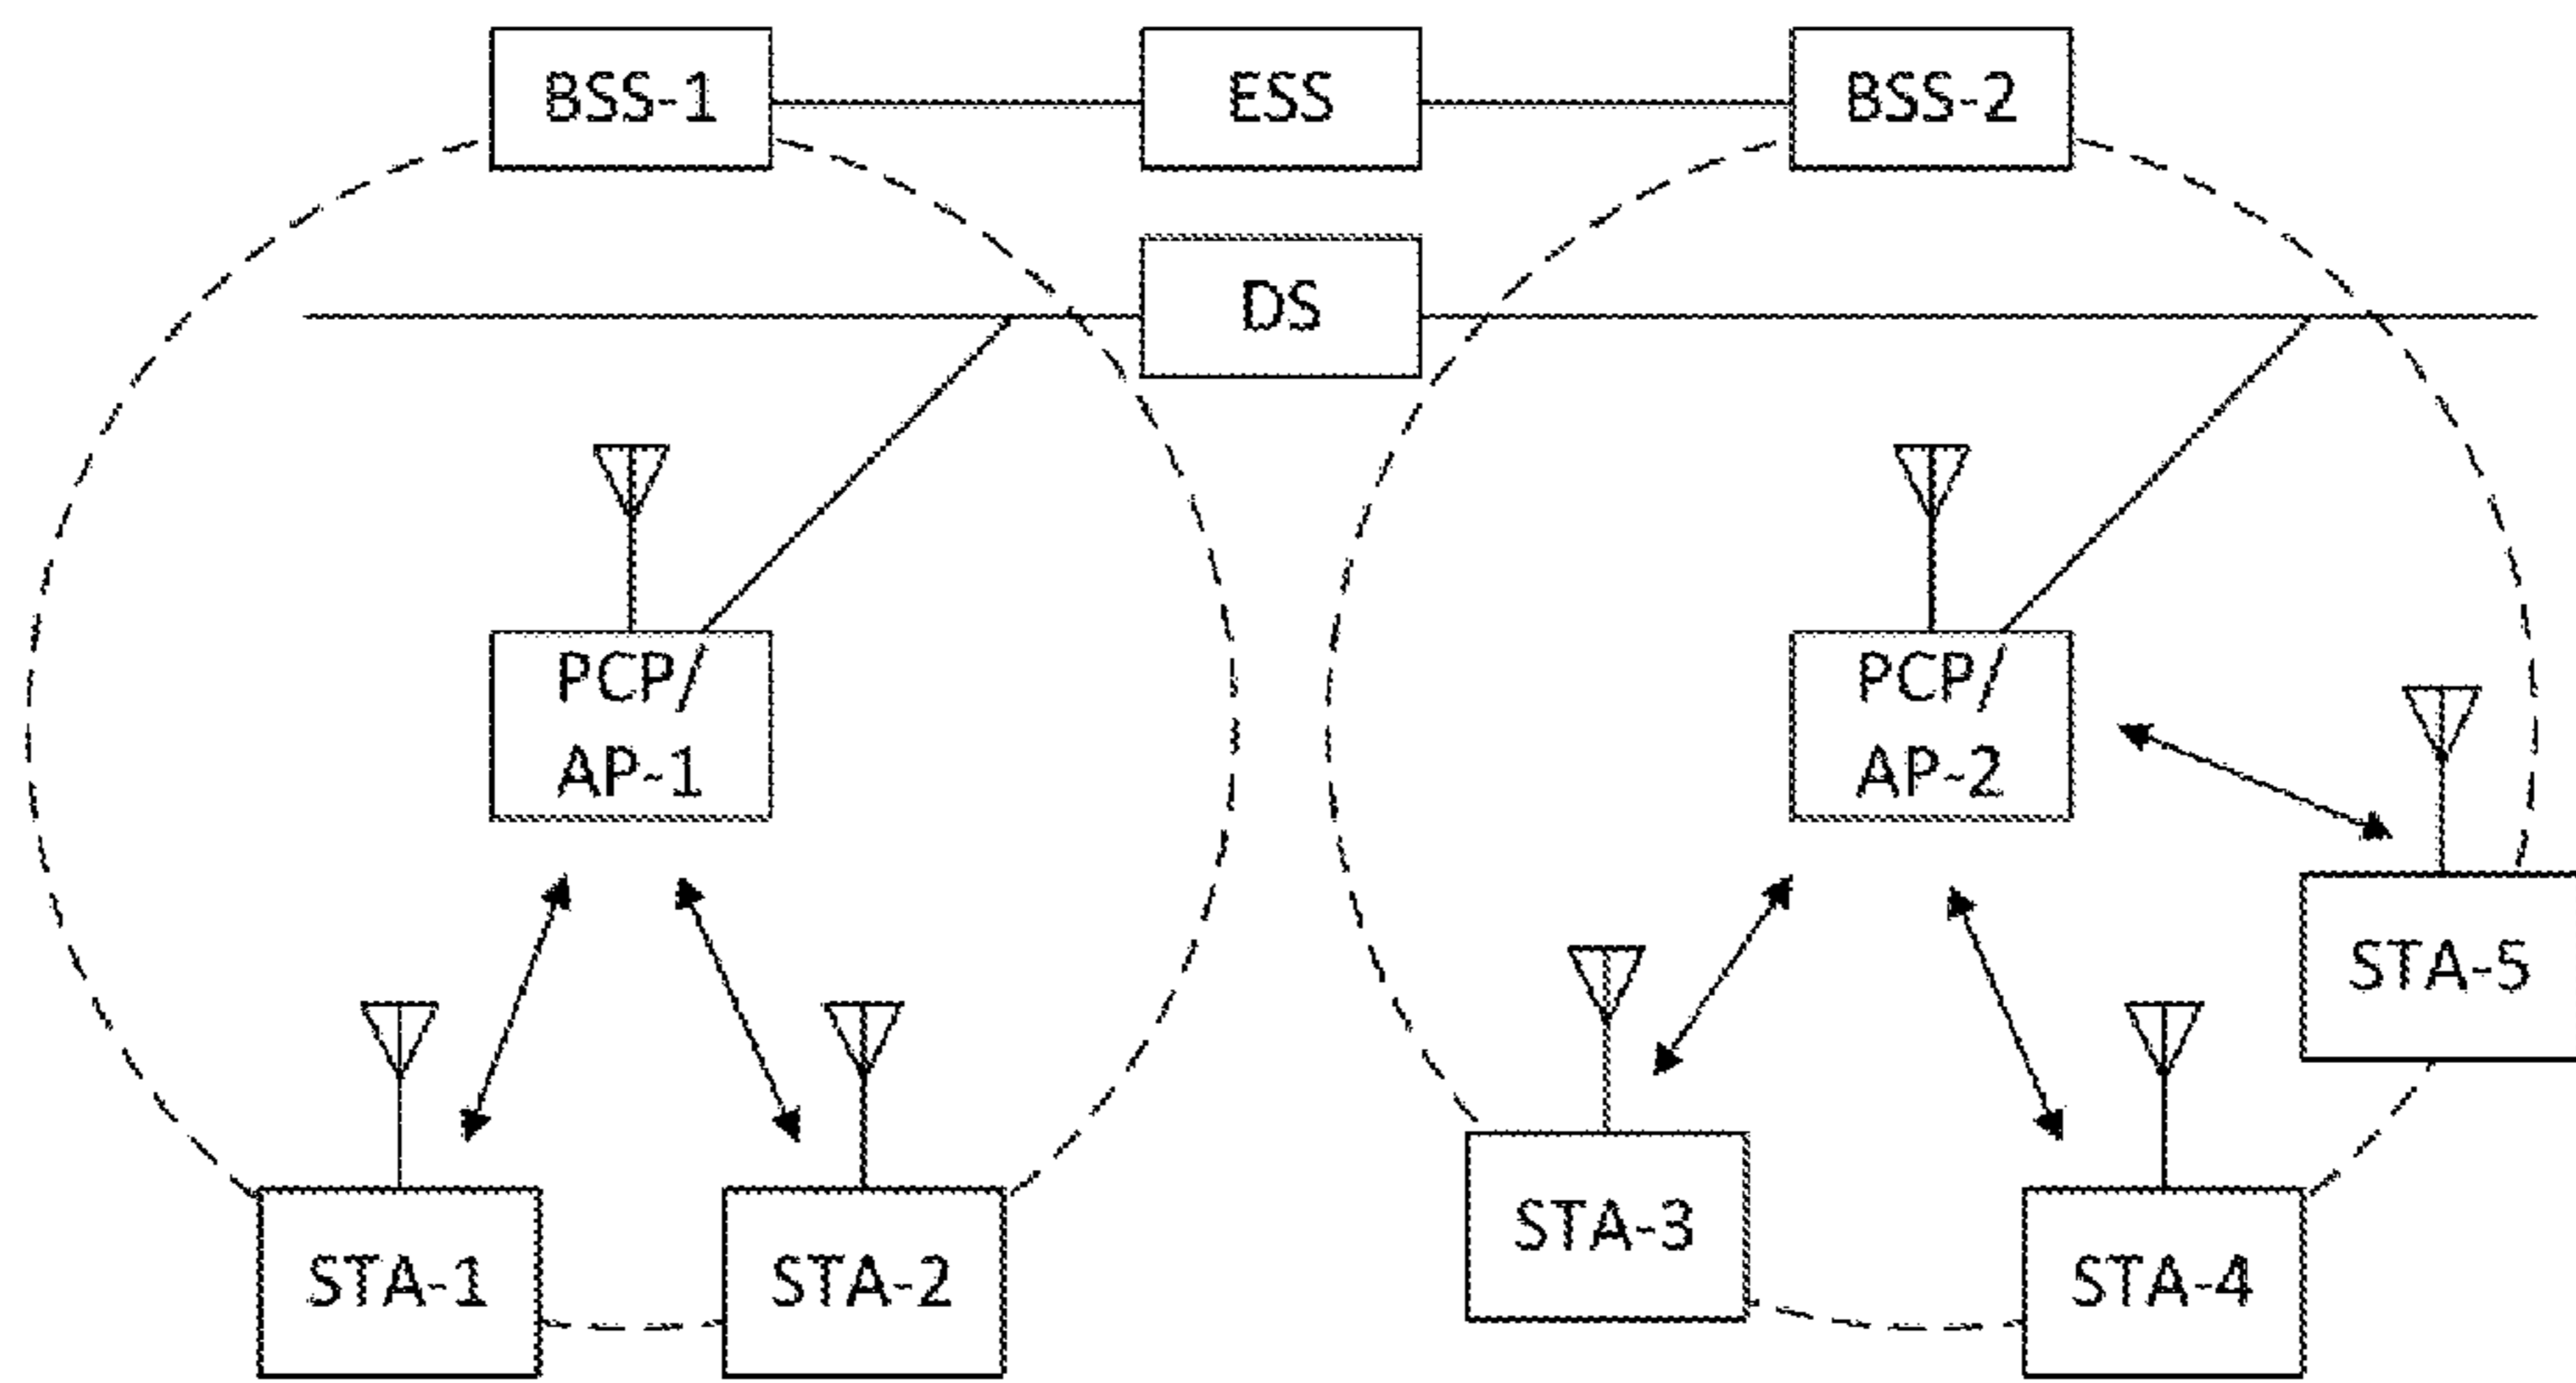 BSS-1
ESS
BSS-2
DS
PCP/
AP-1
PCP/
AP-2
STA-5
STA-3
STA-1
STA-2
STA-4